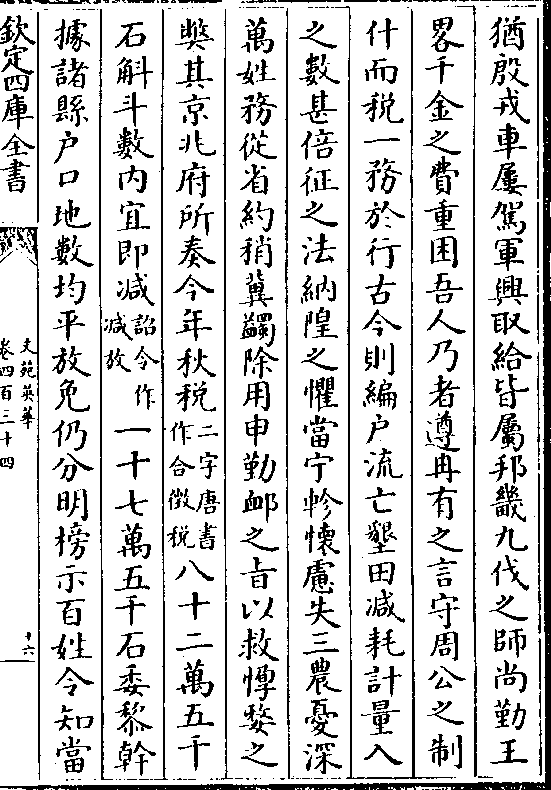 猶殷戎車屢駕軍興取給皆屬邦畿九伐之師尚勤王
畧千金之費重困吾人乃者遵冉有之言守周公之制
什而税一務於行古今則編户流亡墾田減耗計量入
之數甚倍征之法納隍之懼當宁軫懷慮失三農憂深
萬姓務從省約稍冀蠲除用申勤䘏之㫖以救惸嫠之
獘其京兆府所奏今年秋税二字唐書作合徴税八十二萬五千
石斛斗數内宜即減詔令作減放一十七萬五千石委黎幹
據諸縣户口地數均平放免仍分明榜示百姓令知當
欽定四庫全書
文苑英華
卷四百三十四
十六